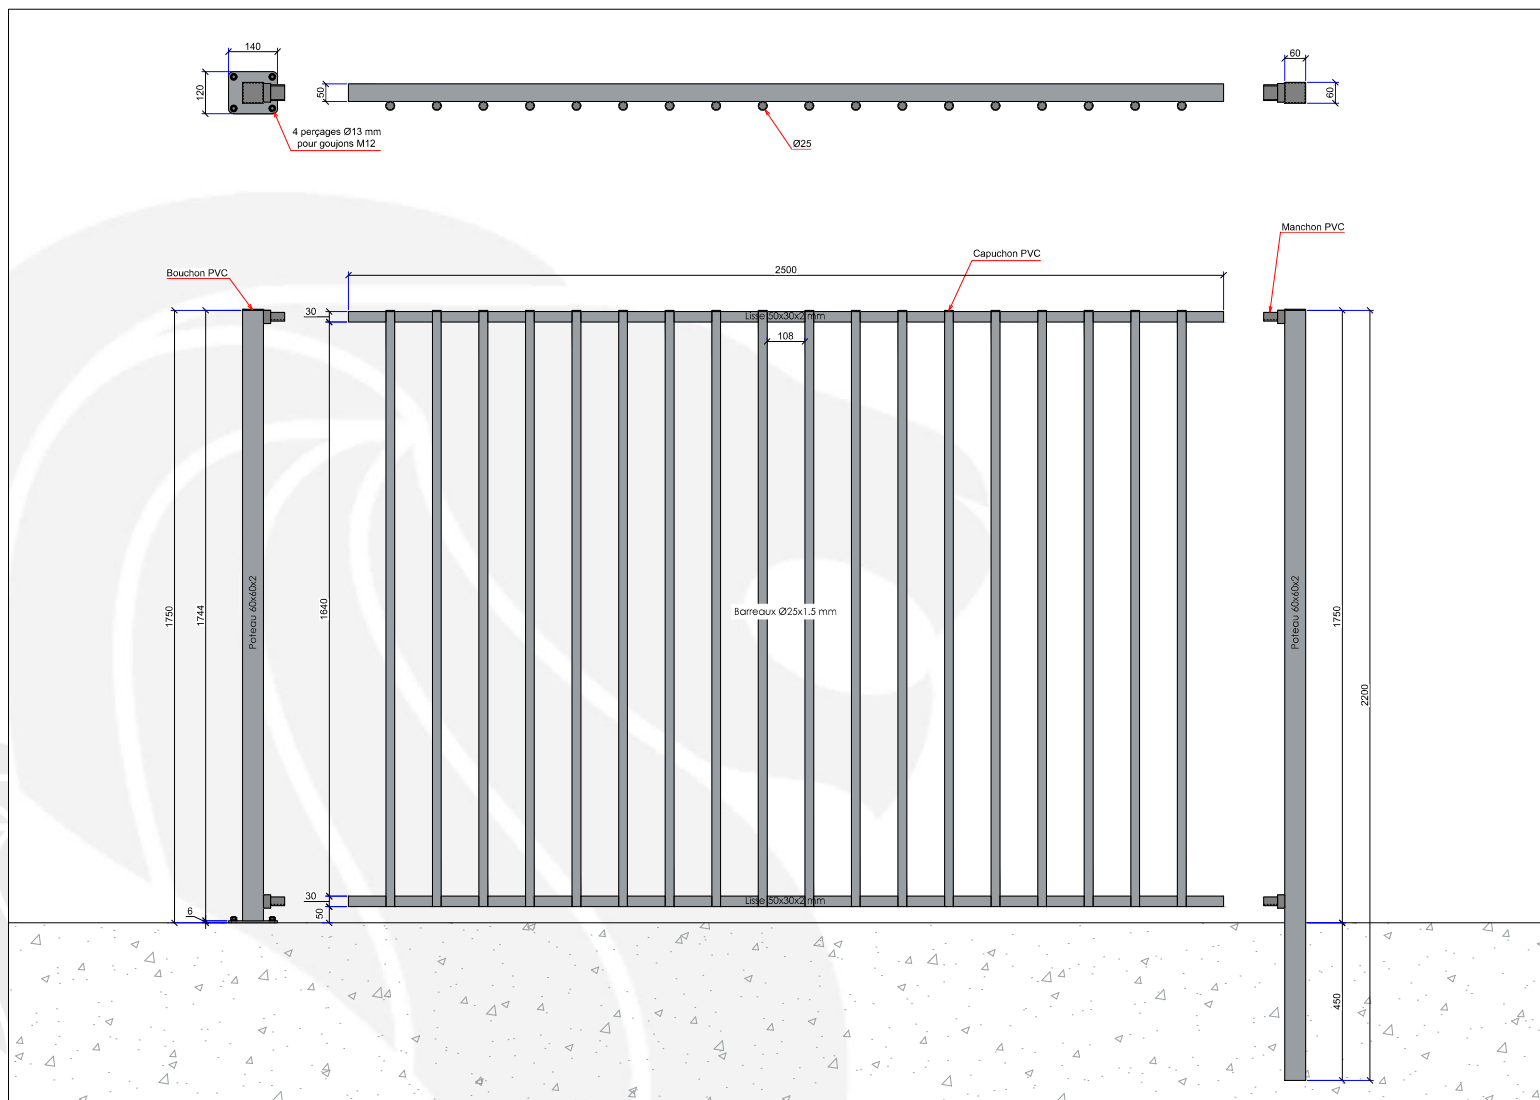 140
120
4 perçages Ø13 mm
pour goujons M12
50
Ø25
60
60
Bouchon PVC
2500
Capuchon PVC
Manchon PVC
30
Lisse 50x30x2 mm
108
1750
1744
Poteau 60x60x2
1640
Barreaux Ø25x1.5 mm
Poteau 60x60x2
1750
2200
30
Lisse 50x30x2 mm
6
50
450